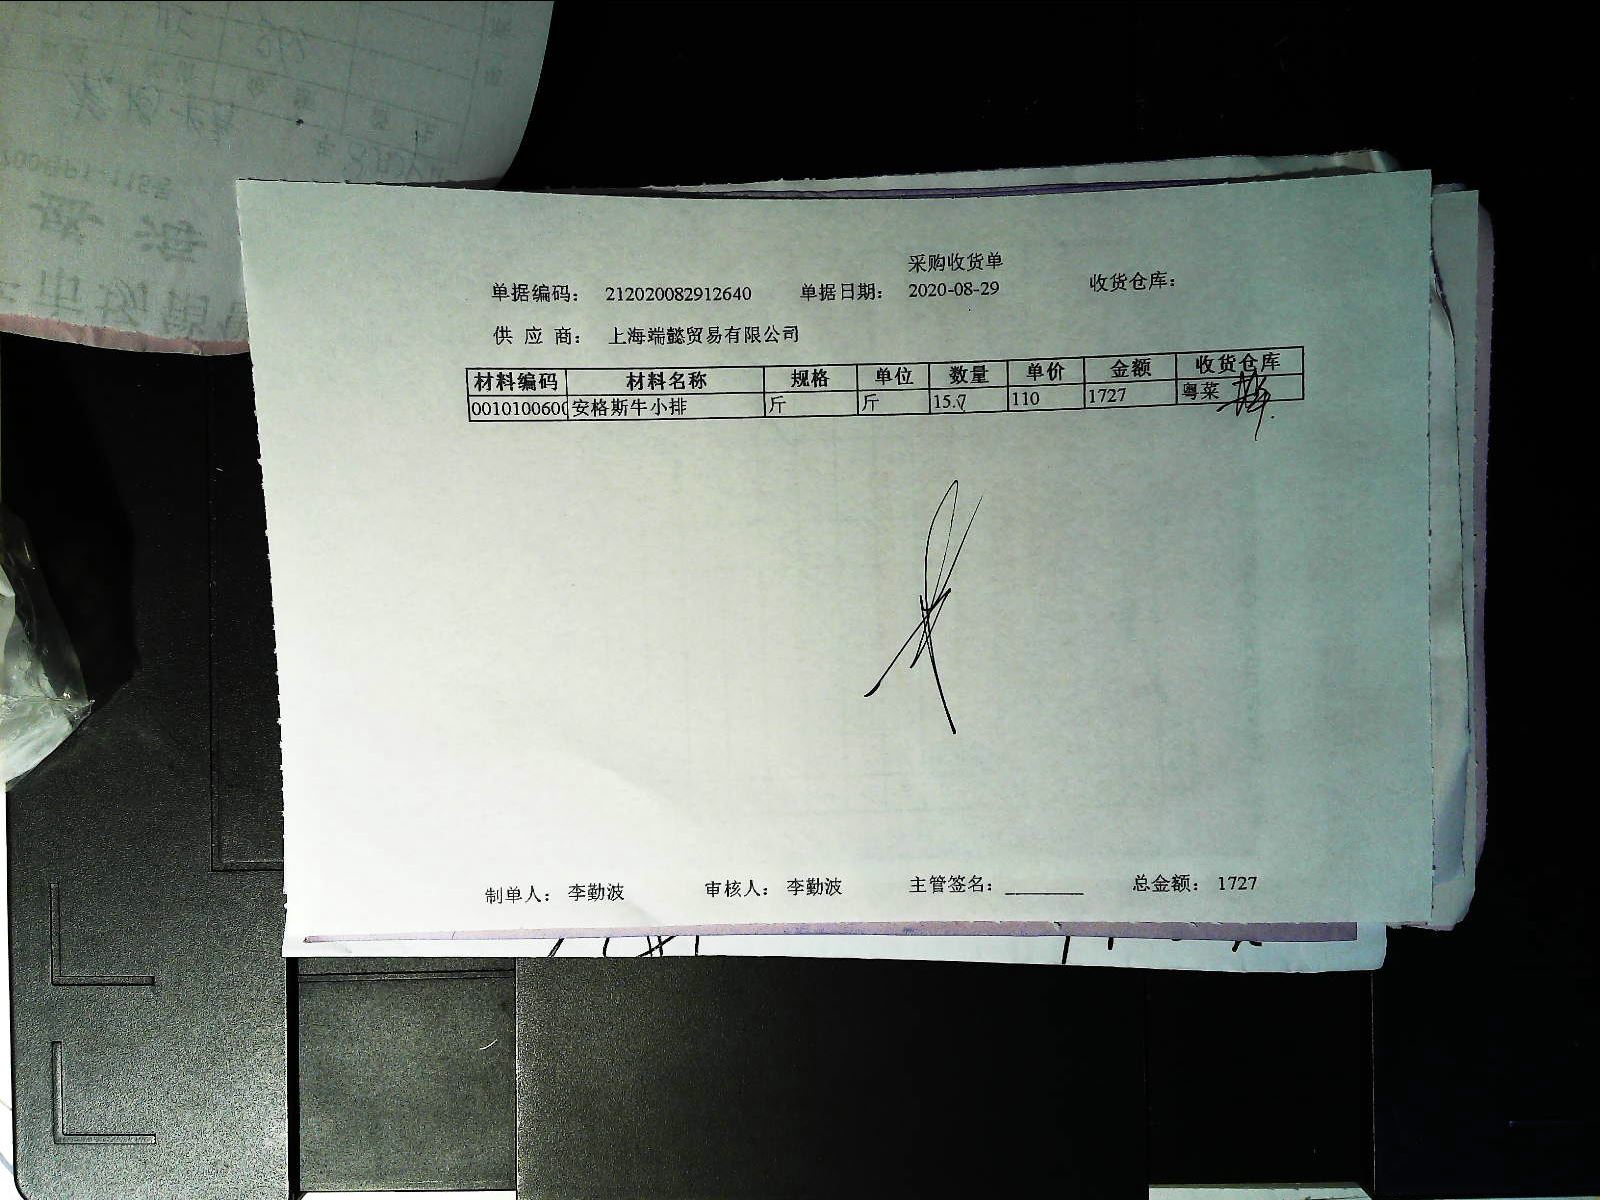 采购收货单
单据编码： 212020082912640 单据日期： 2020-08-29 收货仓库：
供 应 商： 上海端懿贸易有限公司
材料编码 材料名称 规格 单位 数量 单价 金额 收货仓库
0010100600 安格斯牛小排 斤 斤 15.7 110 1727 粤菜
制单人： 李勤波 审核人： 李勤波 主管签名：________ 总金额： 1727